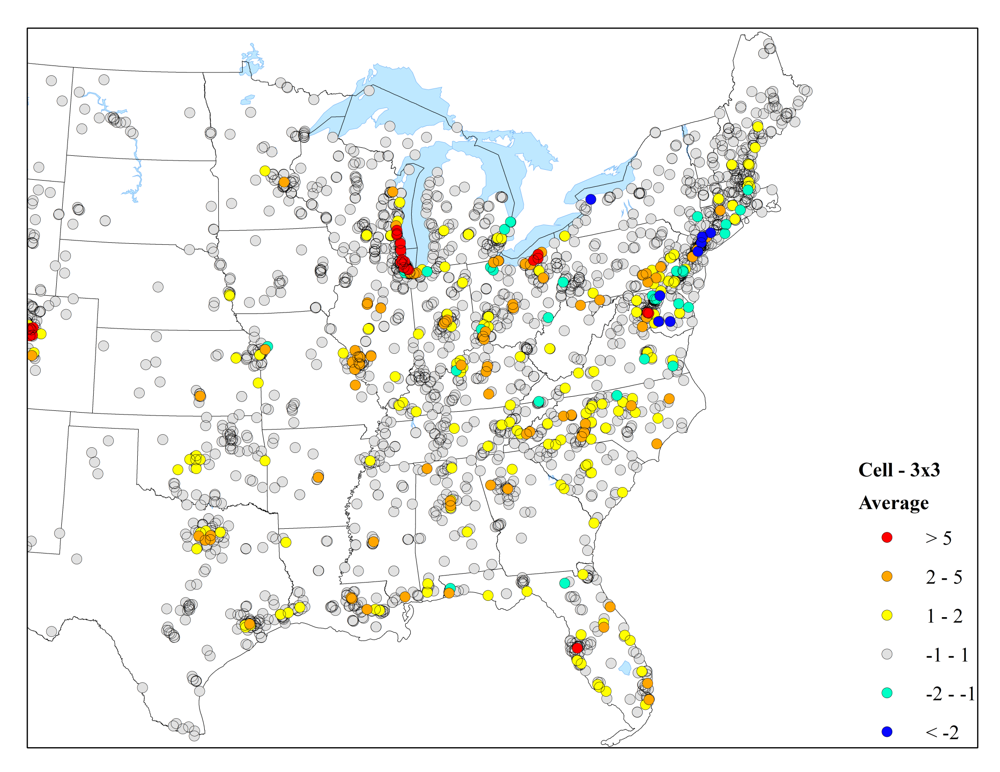 Cell - 3x3
Average
> 5
2 - 5
1 - 2
-1 - 1
-2 - -1
< -2